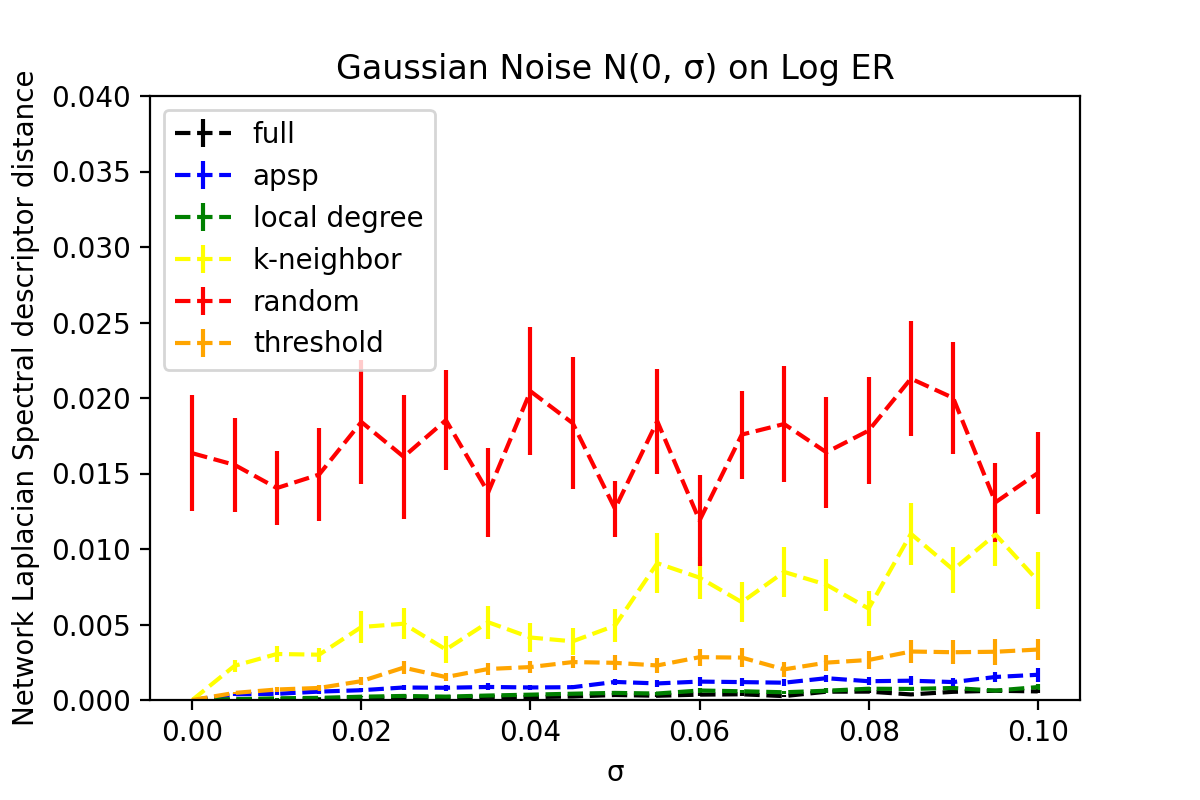 Gaussian Noise N(0, σ) on Log ER
Network Laplacian Spectral descriptor distance
0.040
0.035
0.030
0.025
0.020
0.015
0.010
0.005
0.000
full
apsp
local degree
k-neighbor
random
threshold
0.00 0.02 0.04 0.06 0.08 0.10
σ